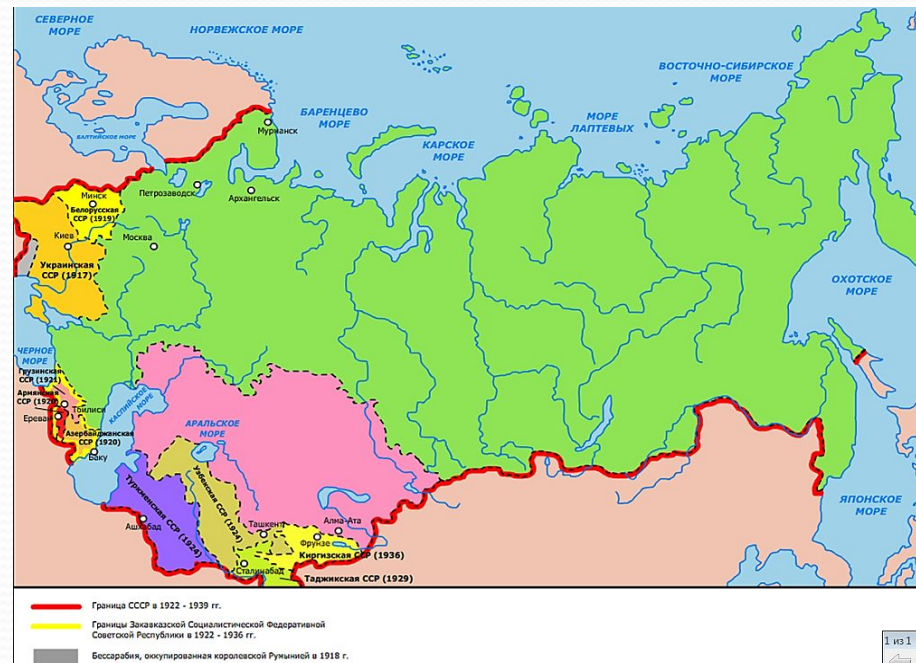 СЕВЕРНОЕ
МОРЕ
НОРВЕЖСКОЕ МОРЕ
ВОСТОЧНО-СИБИРСКОЕ
МОРЕ
БАРЕНЦЕВО
МОРЕ
МОРЕ
ЛАПТЕВЫХ
КАРСКОЕ
МОРЕ
БАЛТИЙСКОЕ МОРЕ
Мурманск
Петрозаводск
Архангельск
Минск
Белорусская
ССР (1919)
Киев
Москва
Украинская
ССР (1917)
ОХОТСКОЕ
МОРЕ
ЧЕРНОЕ
МОРЕ
Грузинская
ССР (1921)
Армянская
ССР (1920)
Тбилиси
Ереван
Азербайджанская
ССР (1920)
Баку
КАСПИЙСКОЕ
МОРЕ
АРАЛЬСКОЕ
МОРЕ
Туркменская ССР (1924)
Узбекская ССР (1924)
Ашхабад
Ташкент
Алма-Ата
Фрунзе
Киргизская ССР (1936)
Сталинабад
Таджикская ССР (1929)
ЯПОНСКОЕ
МОРЕ
Граница СССР в 1922 - 1939 гг.
Границы Закавказской Социалистической Федеративной
Советской Республики в 1922 - 1936 гг.
Бессарабия, оккупированная королевской Румынией в 1918 г.
1 из 1